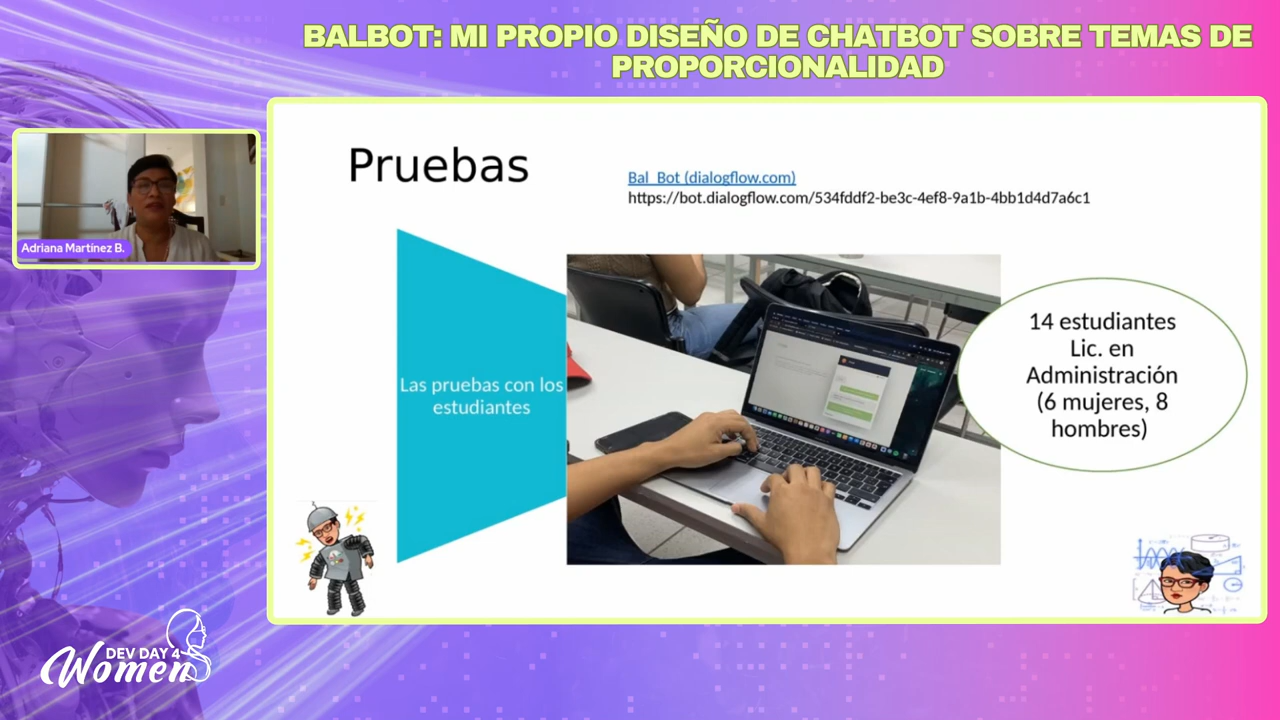 BALBOT: MI PROPIO DISEÑO DE CHATBOT SOBRE TEMAS DE
PROPORCIONALIDAD
Adriana Martínez B.
Pruebas
Bal_Bot (dialogflow.com)
https://bot.dialogflow.com/534fddf2-be3c-4ef8-9a1b-4bb1d4d7a6c1
Las pruebas con los
estudiantes
14 estudiantes
Lic. en
Administración
(6 mujeres, 8
hombres)
DEV DAY 4
Women